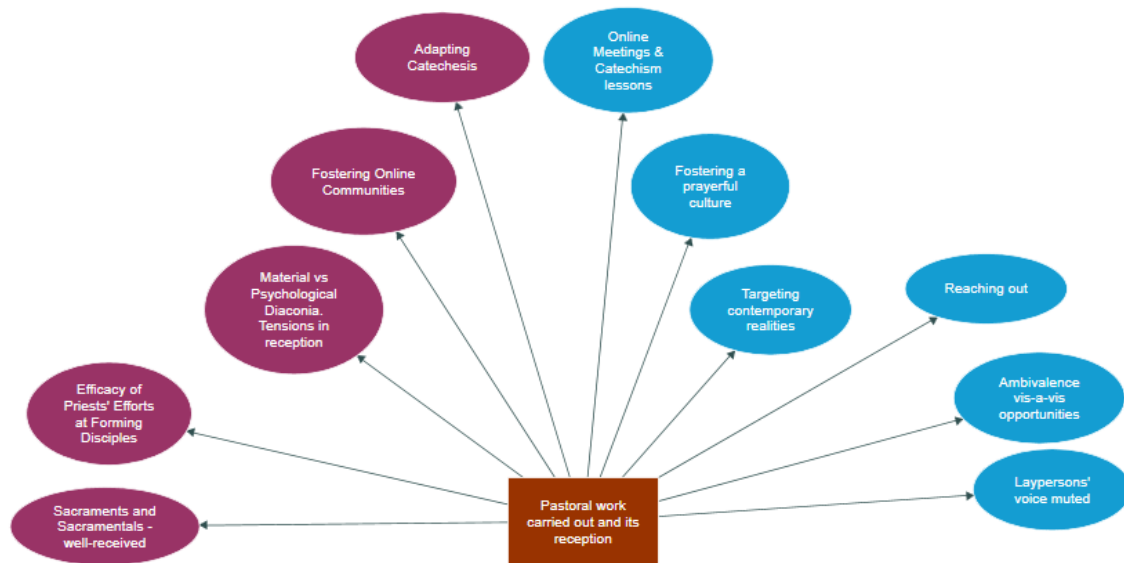 Adapting
Catechesis
Online
Meetings &
Catechism
lessons
Fostering Online
Communities
Fostering a
prayerful
culture
Material vs
Psychological
Diaconia.
Tensions in
reception
Targeting
contemporary
realities
Reaching out
Efficacy of
Priests' Efforts
at Forming
Disciples
Ambivalence
vis-a-vis
opportunities
Sacraments and
Sacramentals -
well-received
Pastoral work
carried out and its
reception
Laypersons'
voice muted